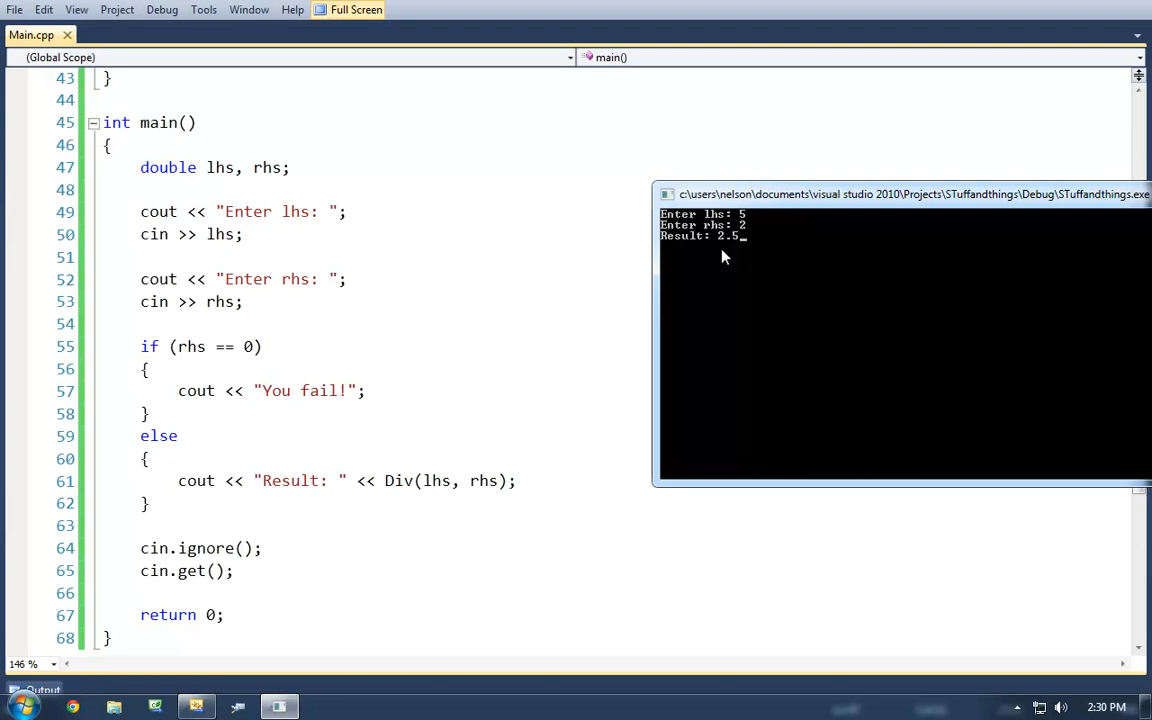 File Edit View Project Debug Tools Window Help Full Screen
Main.cpp
(Global Scope) main()
43 }
44
45 int main()
46 {
47 double lhs, rhs;
48
49 cout << "Enter lhs: ";
50 cin >> lhs;
51
52 cout << "Enter rhs: ";
53 cin >> rhs;
54
55 if (rhs == 0)
56 {
57 cout << "You fail!";
58 }
59 else
60 {
61 cout << "Result: " << Div(lhs, rhs);
62 }
63
64 cin.ignore();
65 cin.get();
66
67 return 0;
68 }
c:\users\nelson\documents\visual studio 2010\Projects\STuffandthings\Debug\STuffandthings.exe
Enter lhs: 5
Enter rhs: 2
Result: 2.5
146 %
Output
2:30 PM